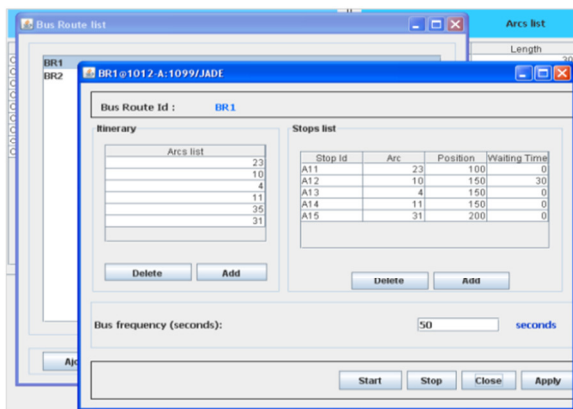 Bus Route list
Arcs list
Length
30
BR1
BR2
BR1@1012-A:1099/JADE
Bus Route Id : BR1
Itinerary
Stops list
Arcs list
23
10
4
11
35
31
Stop Id Arc Position Waiting Time
A11 23 100 0
A12 10 150 30
A13 4 150 0
A14 11 150 0
A15 31 200 0
Delete Add
Delete Add
Bus frequency (seconds): 50 seconds
Start Stop Close Apply